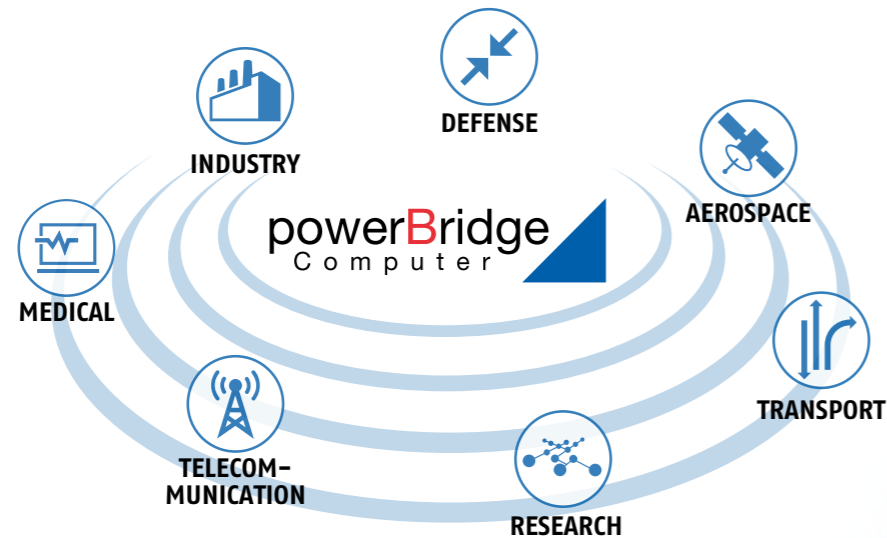 DEFENSE
INDUSTRY
AEROSPACE
powerBridge
Computer
MEDICAL
TRANSPORT
TELECOM-
MUNICATION
RESEARCH